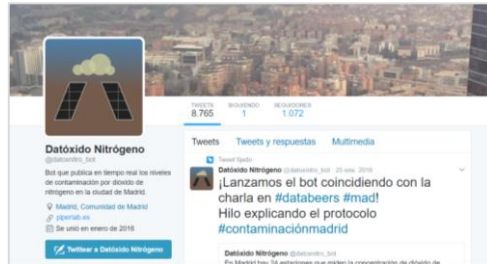 TWEETS SIGUIENDO SEGUIDORES
8.765 1 1.072
Datóxido Nitrógeno
@datoxnitro_bot
Bot que publica en tiempo real los niveles
de contaminación por dióxido de
nitrógeno en la ciudad de Madrid.
Madrid, Comunidad de Madrid
piperlab.es
Se unió en enero de 2016
Twittear a Datóxido Nitrógeno
Tweets Tweets y respuestas Multimedia
Tweet fijado
Datóxido Nitrógeno @datoxnitro_bot · 25 ene. 2016
¡Lanzamos el bot coincidiendo con la
charla en #databeers #mad!
Hilo explicando el protocolo
#contaminaciónmadrid
Datóxido Nitrógeno @datoxnitro_bot
En Madrid hay 24 estaciones que miden la concentración de dióxido de